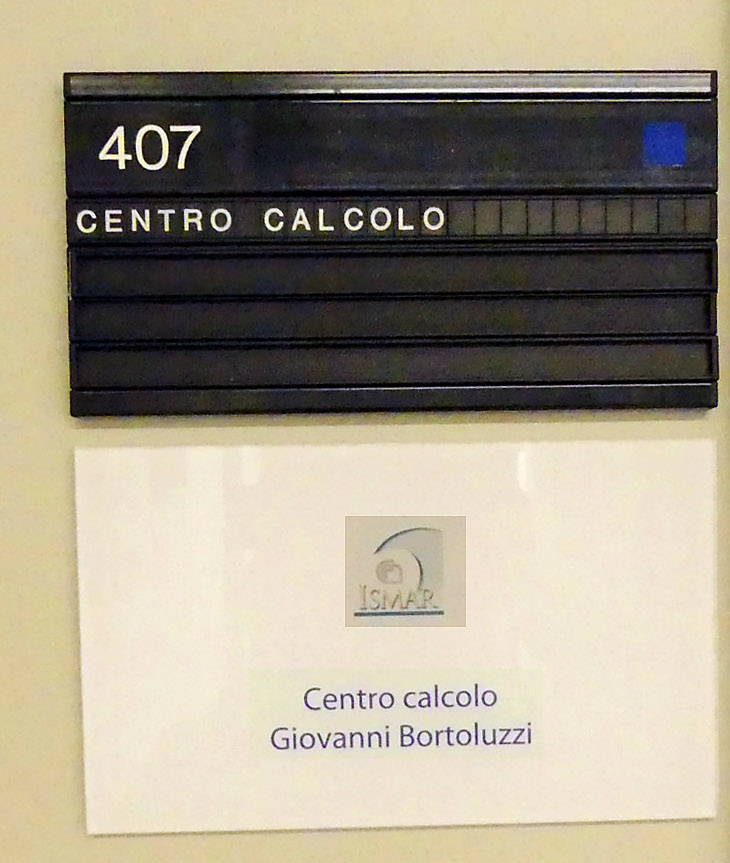 407
CENTRO CALCOLO
ISMAR
Centro calcolo
Giovanni Bortoluzzi